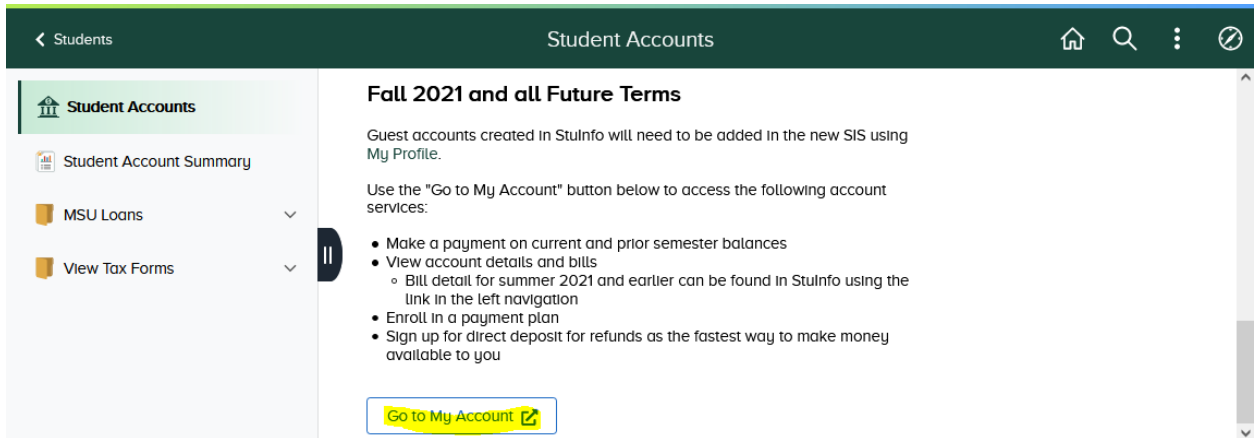 Students
Student Accounts
Student Accounts
Student Account Summary
MSU Loans
View Tax Forms
Fall 2021 and all Future Terms
Guest accounts created in StuInfo will need to be added in the new SIS using
My Profile.
Use the "Go to My Account" button below to access the following account
services:
• Make a payment on current and prior semester balances
• View account details and bills
◦ Bill detail for summer 2021 and earlier can be found in StuInfo using the
link in the left navigation
• Enroll in a payment plan
• Sign up for direct deposit for refunds as the fastest way to make money
available to you
Go to My Account